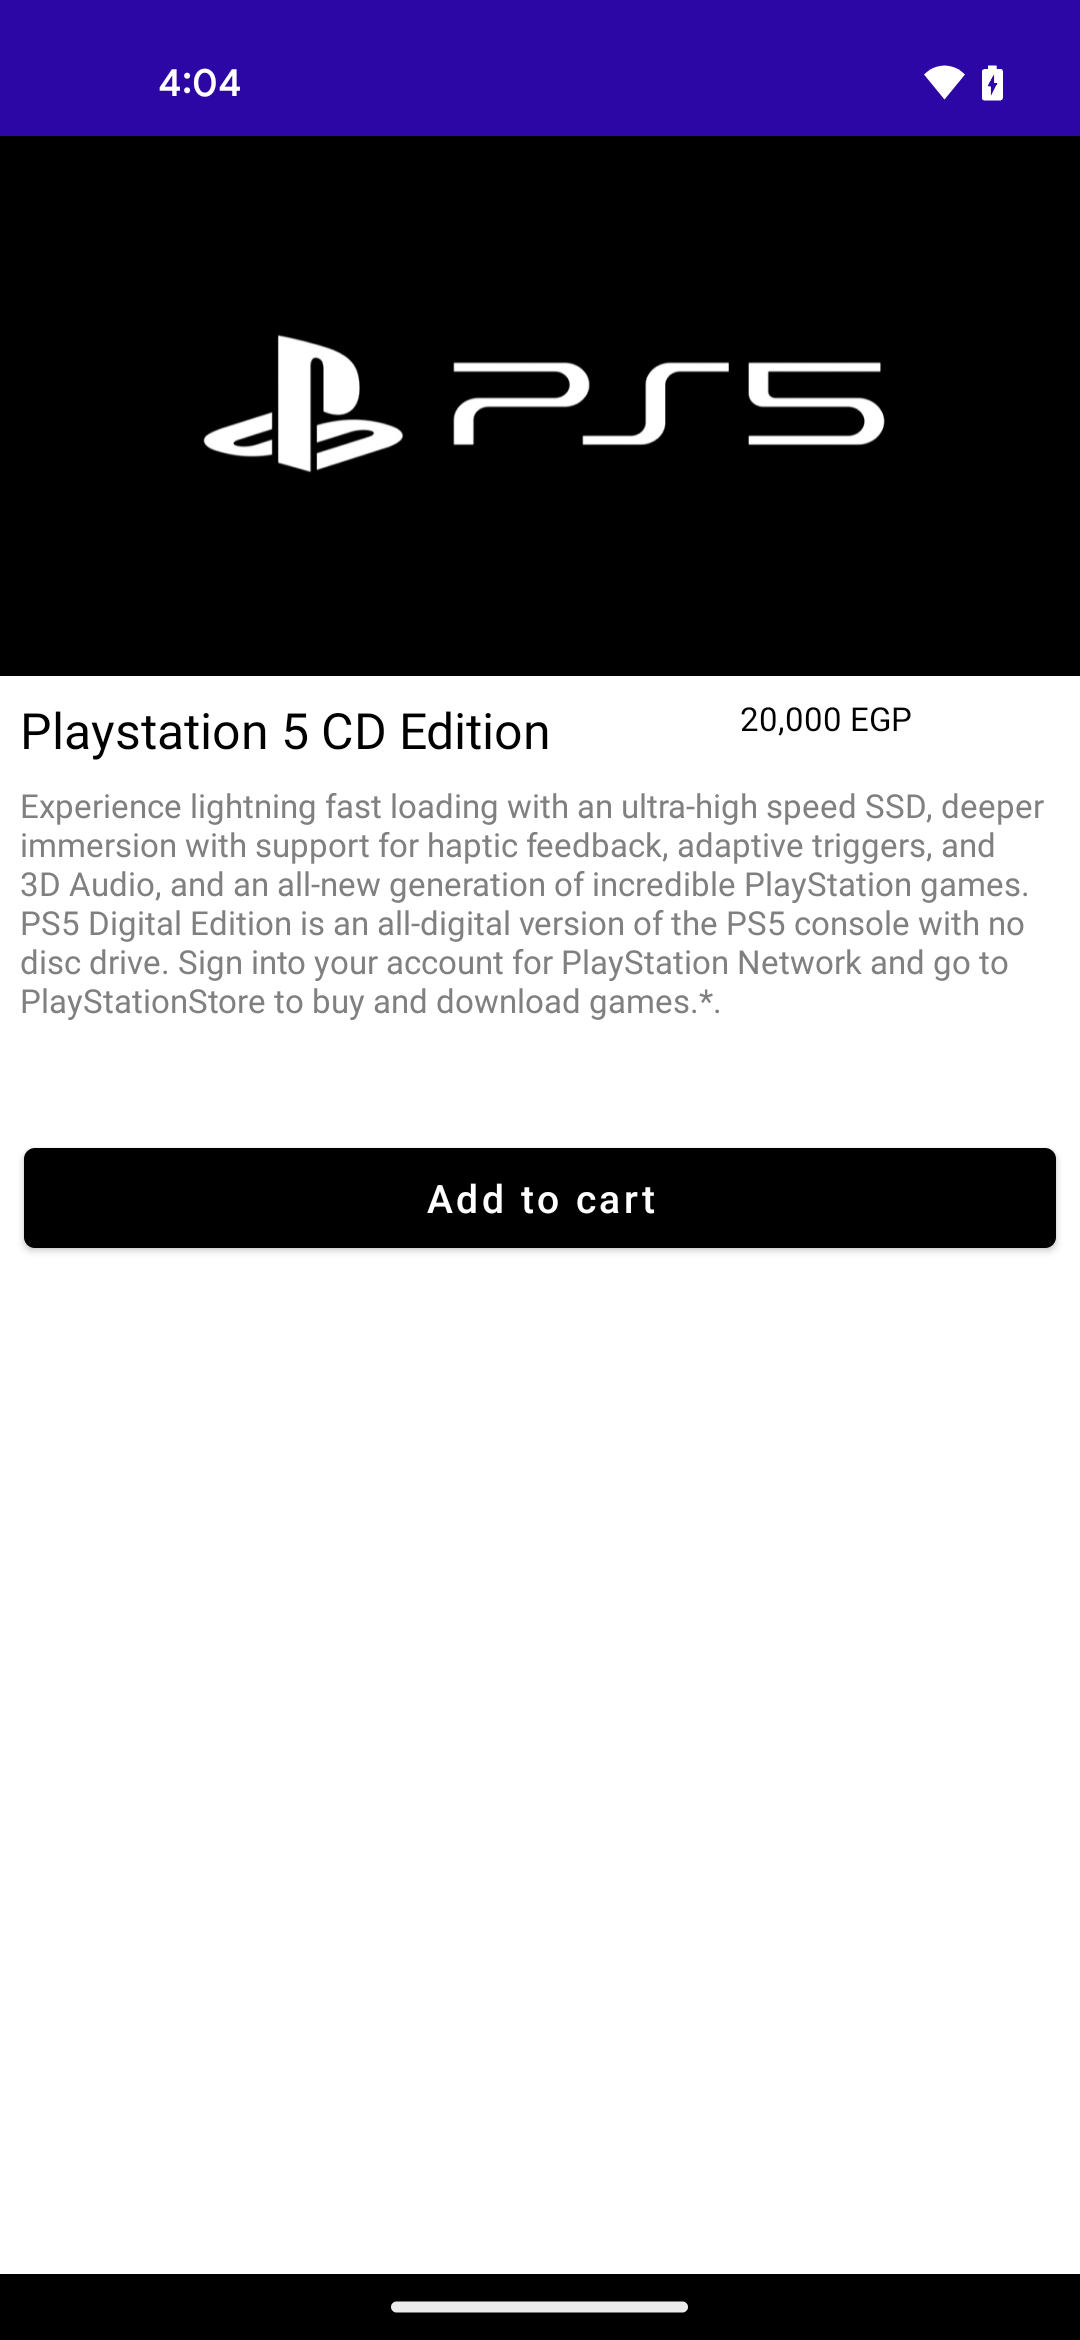 4:04
PS5
Playstation 5 CD Edition
20,000 EGP
Experience lightning fast loading with an ultra-high speed SSD, deeper
immersion with support for haptic feedback, adaptive triggers, and
3D Audio, and an all-new generation of incredible PlayStation games.
PS5 Digital Edition is an all-digital version of the PS5 console with no
disc drive. Sign into your account for PlayStation Network and go to
PlayStationStore to buy and download games.*.
Add to cart